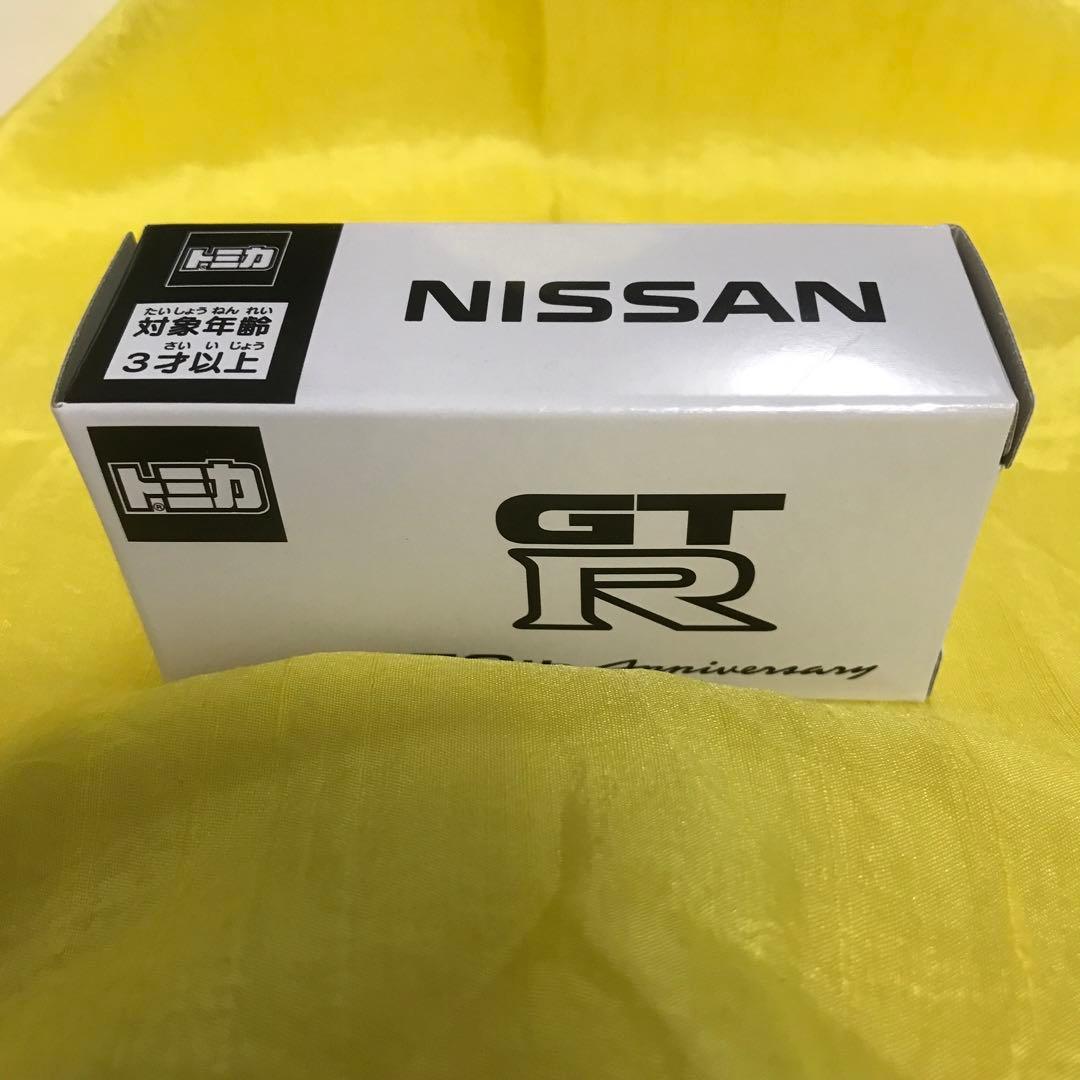 トミカ
たいしょう ねん れい
対象年齢
さい い じょう
3才以上
NISSAN
トミカ®
GT
R
50th Anniversary